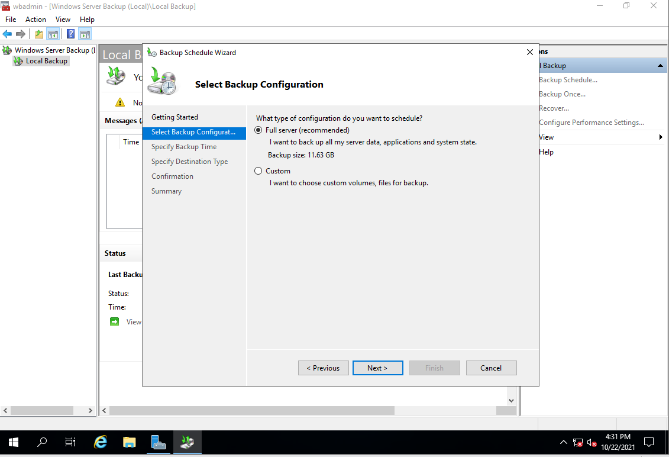 wbadmin - [Windows Server Backup (Local)\Local Backup]
File Action View Help
Windows Server Backup (l
Local Backup
Local B
Yo
No
Messages (
Time
Status
Last Backu
Status:
Time:
View
Backup Schedule Wizard
Select Backup Configuration
Getting Started
Select Backup Configurat...
Specify Backup Time
Specify Destination Type
Confirmation
Summary
What type of configuration do you want to schedule?
Full server (recommended)
I want to back up all my server data, applications and system state.
Backup size: 11.63 GB
Custom
I want to choose custom volumes, files for backup.
< Previous
Next >
Finish
Cancel
ons
l Backup
Backup Schedule...
Backup Once...
Recover...
Configure Performance Settings...
View
Help
4:31 PM
10/22/2021